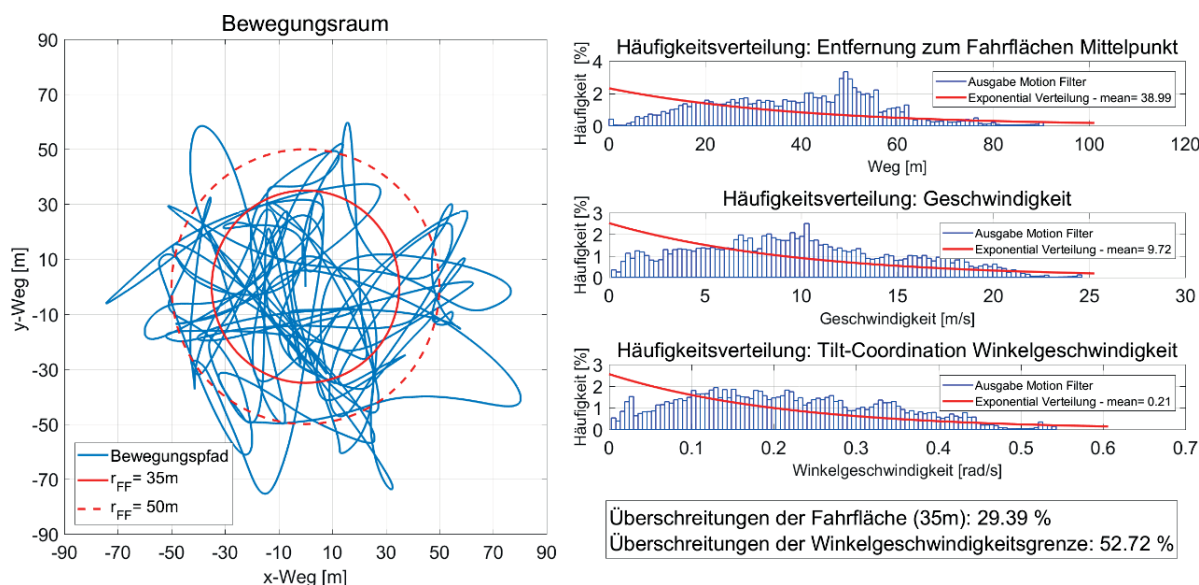 Bewegungsraum
90
70
50
30
10
-10
-30
-50
-70
-90
y-Weg [m]
Bewegungspfad
r_FF= 35m
r_FF= 50m
-90 -70 -50 -30 -10 10 30 50 70 90
x-Weg [m]
Häufigkeitsverteilung: Entfernung zum Fahrflächen Mittelpunkt
Häufigkeit [%]
4
2
0
Ausgabe Motion Filter
Exponential Verteilung - mean= 38.99
0 20 40 60 80 100 120
Weg [m]
Häufigkeitsverteilung: Geschwindigkeit
Häufigkeit [%]
3
2
1
0
Ausgabe Motion Filter
Exponential Verteilung - mean= 9.72
0 5 10 15 20 25 30
Geschwindigkeit [m/s]
Häufigkeitsverteilung: Tilt-Coordination Winkelgeschwindigkeit
Häufigkeit [%]
3
2
1
0
Ausgabe Motion Filter
Exponential Verteilung - mean= 0.21
0 0.1 0.2 0.3 0.4 0.5 0.6 0.7
Winkelgeschwindigkeit [rad/s]
Überschreitungen der Fahrfläche (35m): 29.39 %
Überschreitungen der Winkelgeschwindigkeitsgrenze: 52.72 %